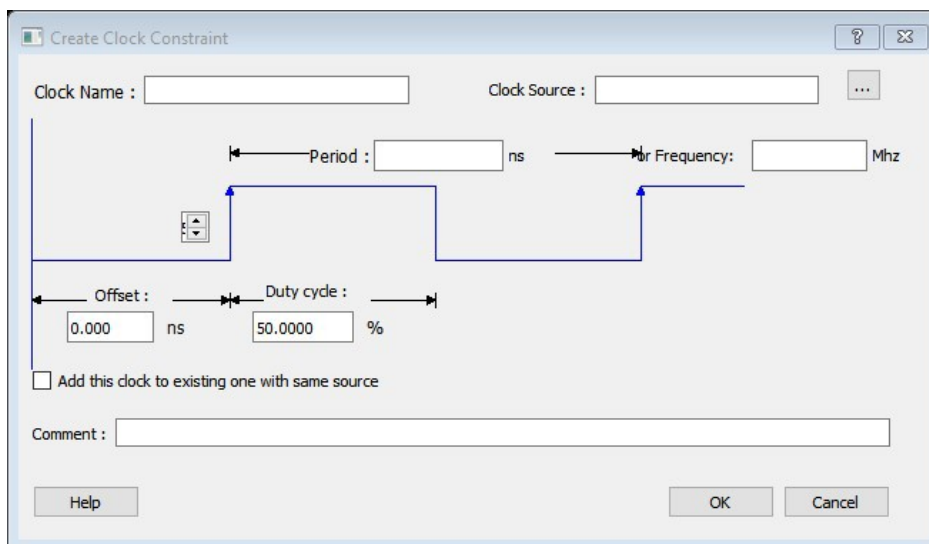 Create Clock Constraint
Clock Name : Clock Source : ...
Period : ns or Frequency: Mhz
Offset : Duty cycle :
0.000 ns 50.0000 %
Add this clock to existing one with same source
Comment :
Help OK Cancel